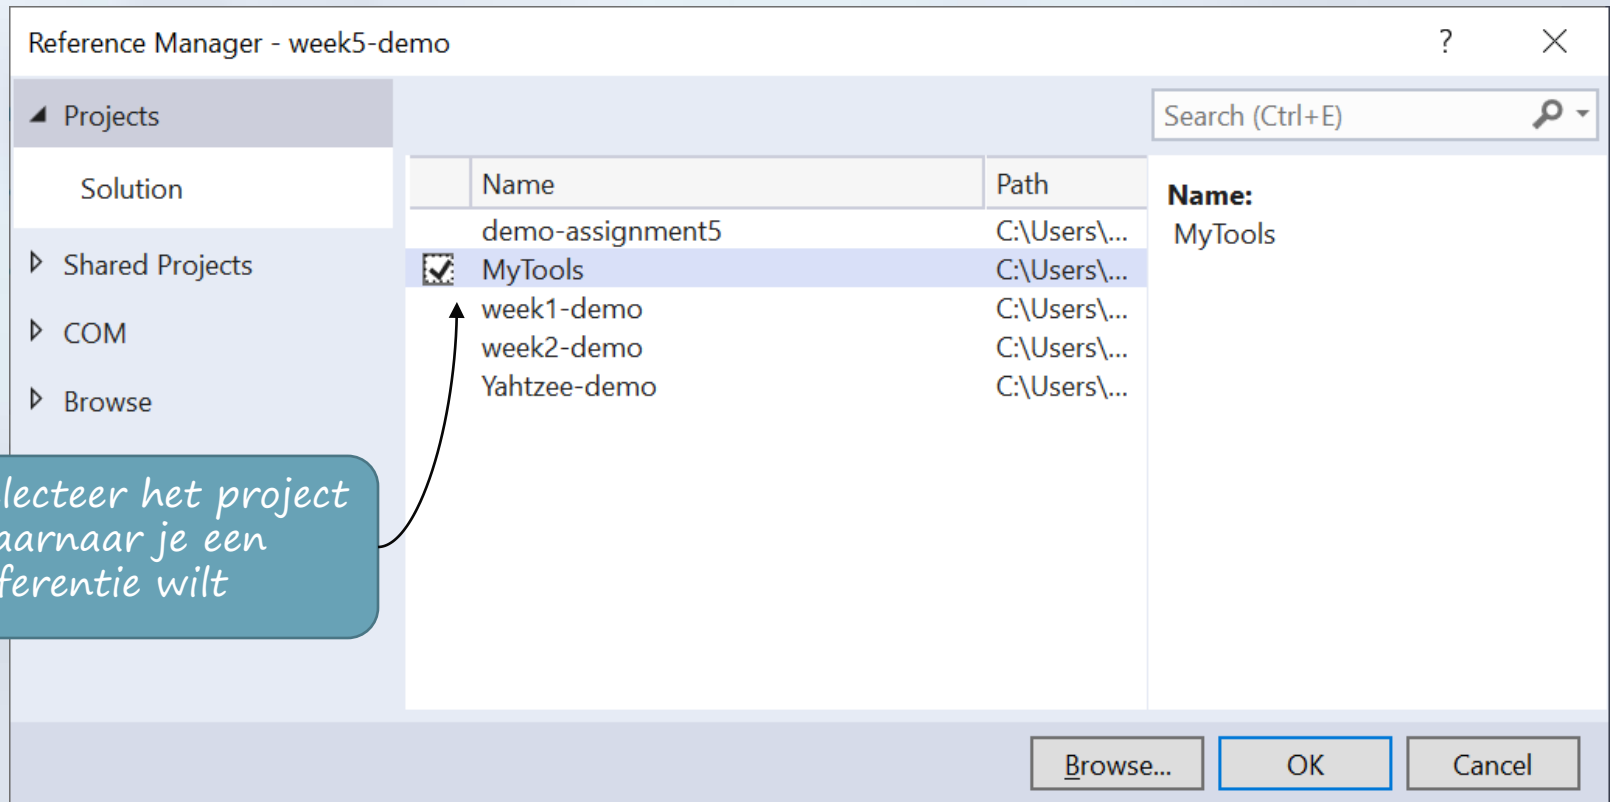 Reference Manager - week5-demo
?
Projects
Search (Ctrl+E)
Solution
Shared Projects
COM
Browse
Name Path
demo-assignment5 C:\Users\...
MyTools C:\Users\...
week1-demo C:\Users\...
week2-demo C:\Users\...
Yahtzee-demo C:\Users\...
Name:
MyTools
lecteer het project
aarnaar je een
ferentie wilt
Browse... OK Cancel